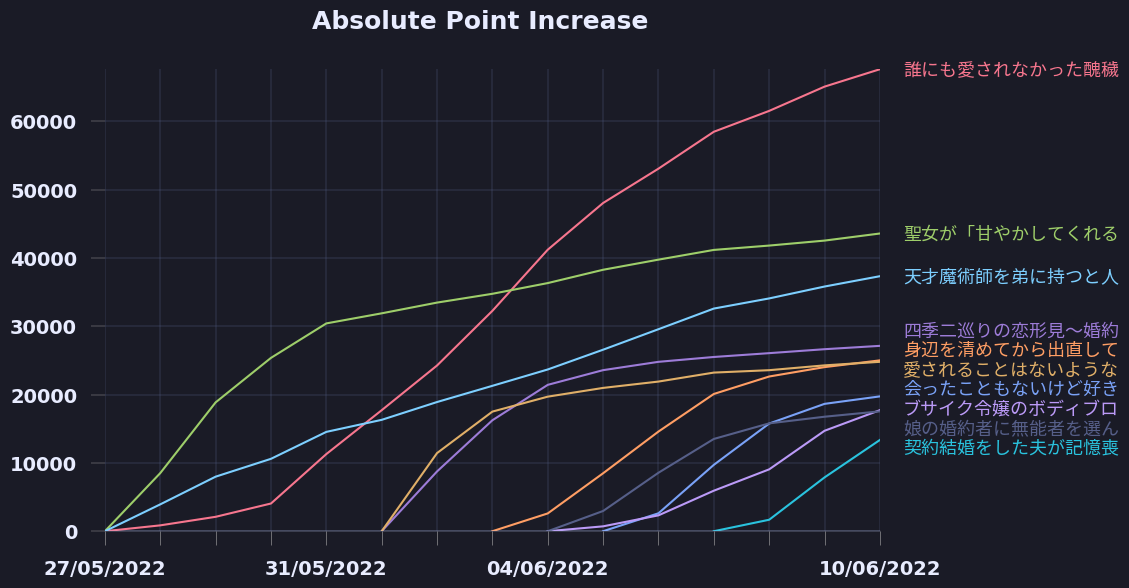 Absolute Point Increase
60000
50000
40000
30000
20000
10000
0
27/05/2022
31/05/2022
04/06/2022
10/06/2022
誰にも愛されなかった醜穢
聖女が「甘やかしてくれる
天才魔術師を弟に持つと人
四季二巡りの恋形見～婚約
身辺を清めてから出直して
愛されることはないような
会ったこともないけど好き
ブサイク令嬢のボディブロ
娘の婚約者に無能者を選ん
契約結婚をした夫が記憶喪